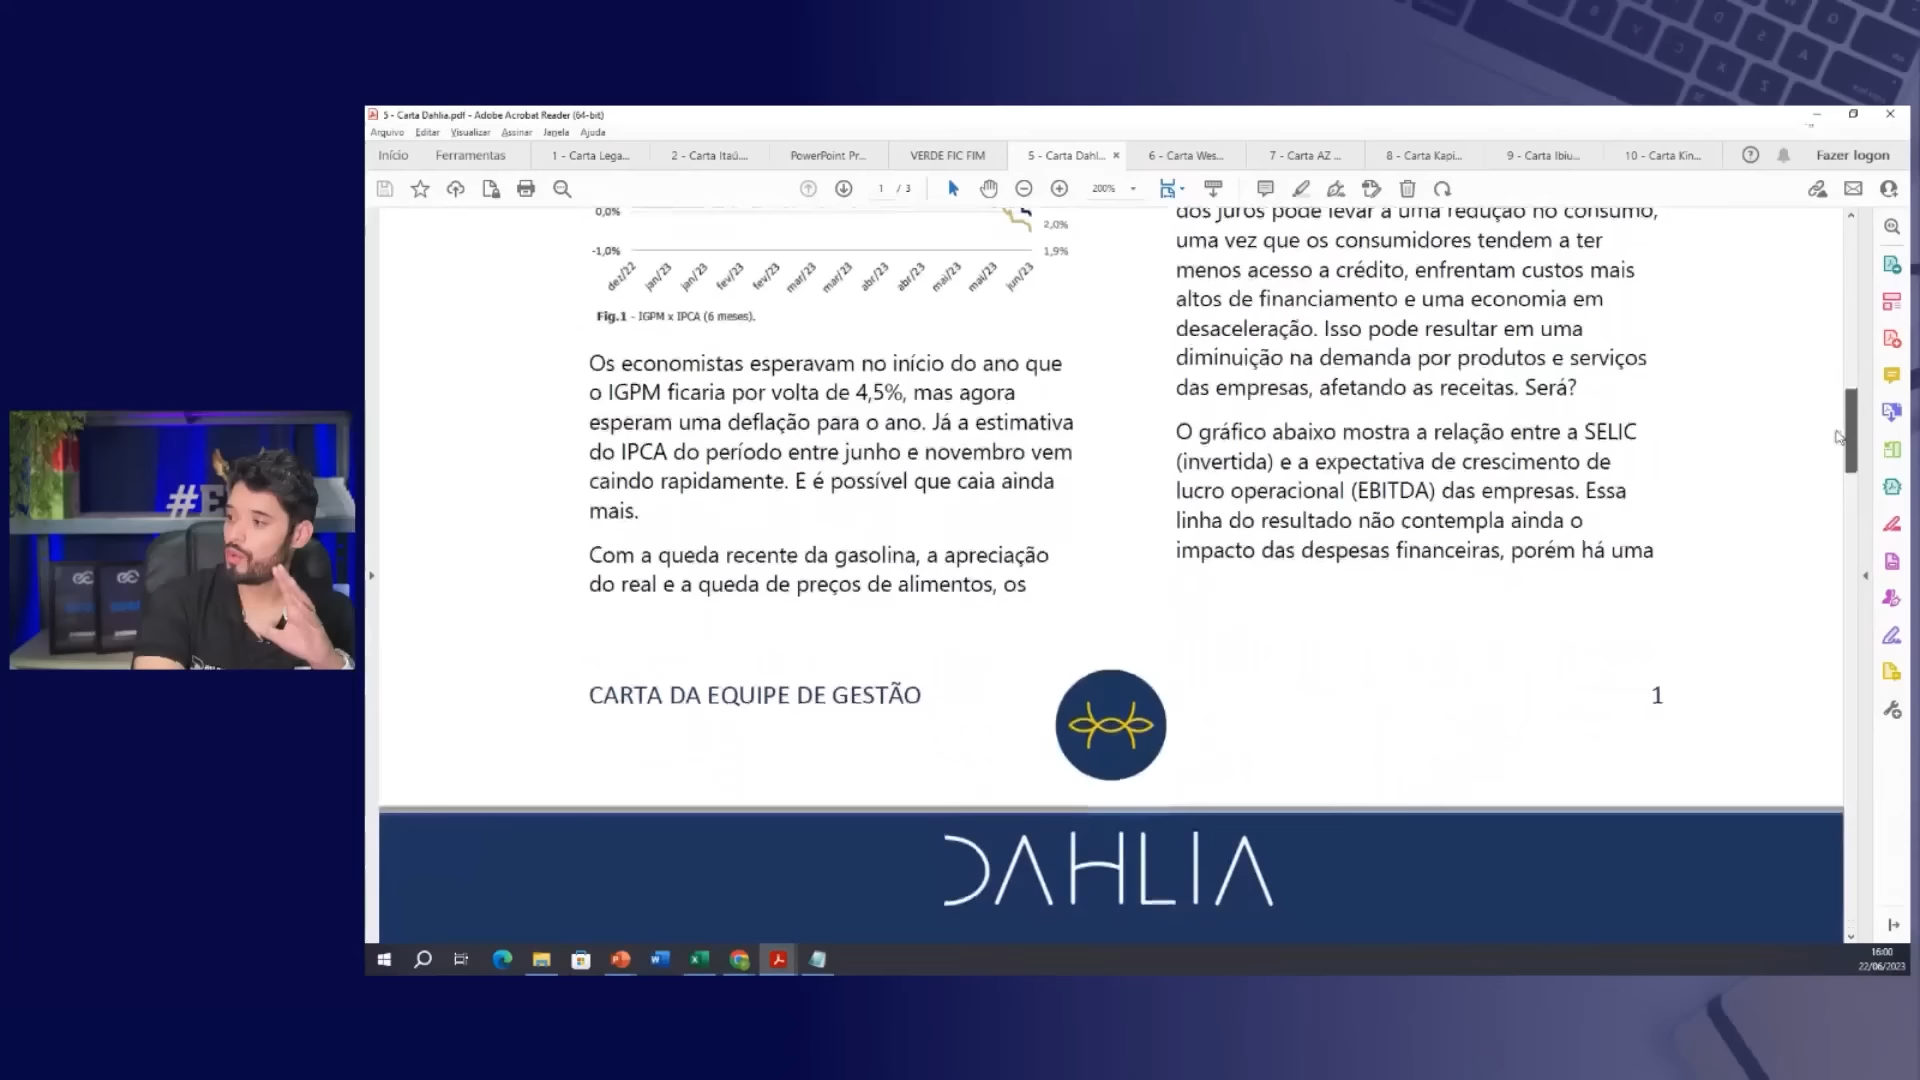 5 - Carta Dahlia.pdf - Adobe Acrobat Reader (64-bit)
Arquivo Editar Visualizar Assinar Janela Ajuda
Início Ferramentas 1 - Carta Lega... 2 - Carta Itaú.... PowerPoint Pr... VERDE FIC FIM 5 - Carta Dahl... × 6 - Carta Wes... 7 - Carta AZ ... 8 - Carta Kapi... 9 - Carta Ibiu... 10 - Carta Kin... Fazer logon
1 / 3 200%
0,0%
2,0%
-1,0%
1,9%
dez/22 jan/23 jan/23 fev/23 fev/23 mar/23 mar/23 abr/23 abr/23 mai/23 mai/23 jun/23
Fig.1 - IGPM x IPCA (6 meses).
Os economistas esperavam no início do ano que
o IGPM ficaria por volta de 4,5%, mas agora
esperam uma deflação para o ano. Já a estimativa
do IPCA do período entre junho e novembro vem
caindo rapidamente. E é possível que caia ainda
mais.
Com a queda recente da gasolina, a apreciação
do real e a queda de preços de alimentos, os
dos juros pode levar a uma redução no consumo,
uma vez que os consumidores tendem a ter
menos acesso a crédito, enfrentam custos mais
altos de financiamento e uma economia em
desaceleração. Isso pode resultar em uma
diminuição na demanda por produtos e serviços
das empresas, afetando as receitas. Será?
O gráfico abaixo mostra a relação entre a SELIC
(invertida) e a expectativa de crescimento de
lucro operacional (EBITDA) das empresas. Essa
linha do resultado não contempla ainda o
impacto das despesas financeiras, porém há uma
CARTA DA EQUIPE DE GESTÃO
1
DAHLIA
16:00
22/06/2023